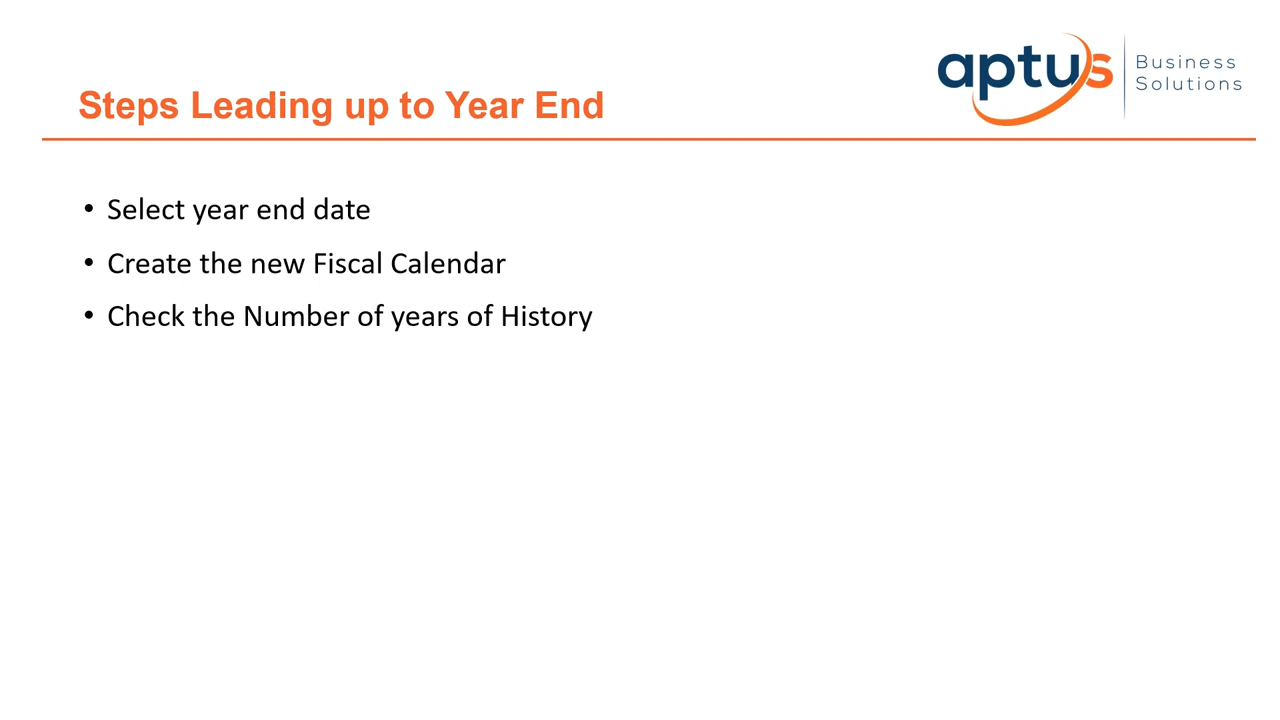 aptus
Business
Solutions
Steps Leading up to Year End
• Select year end date
• Create the new Fiscal Calendar
• Check the Number of years of History